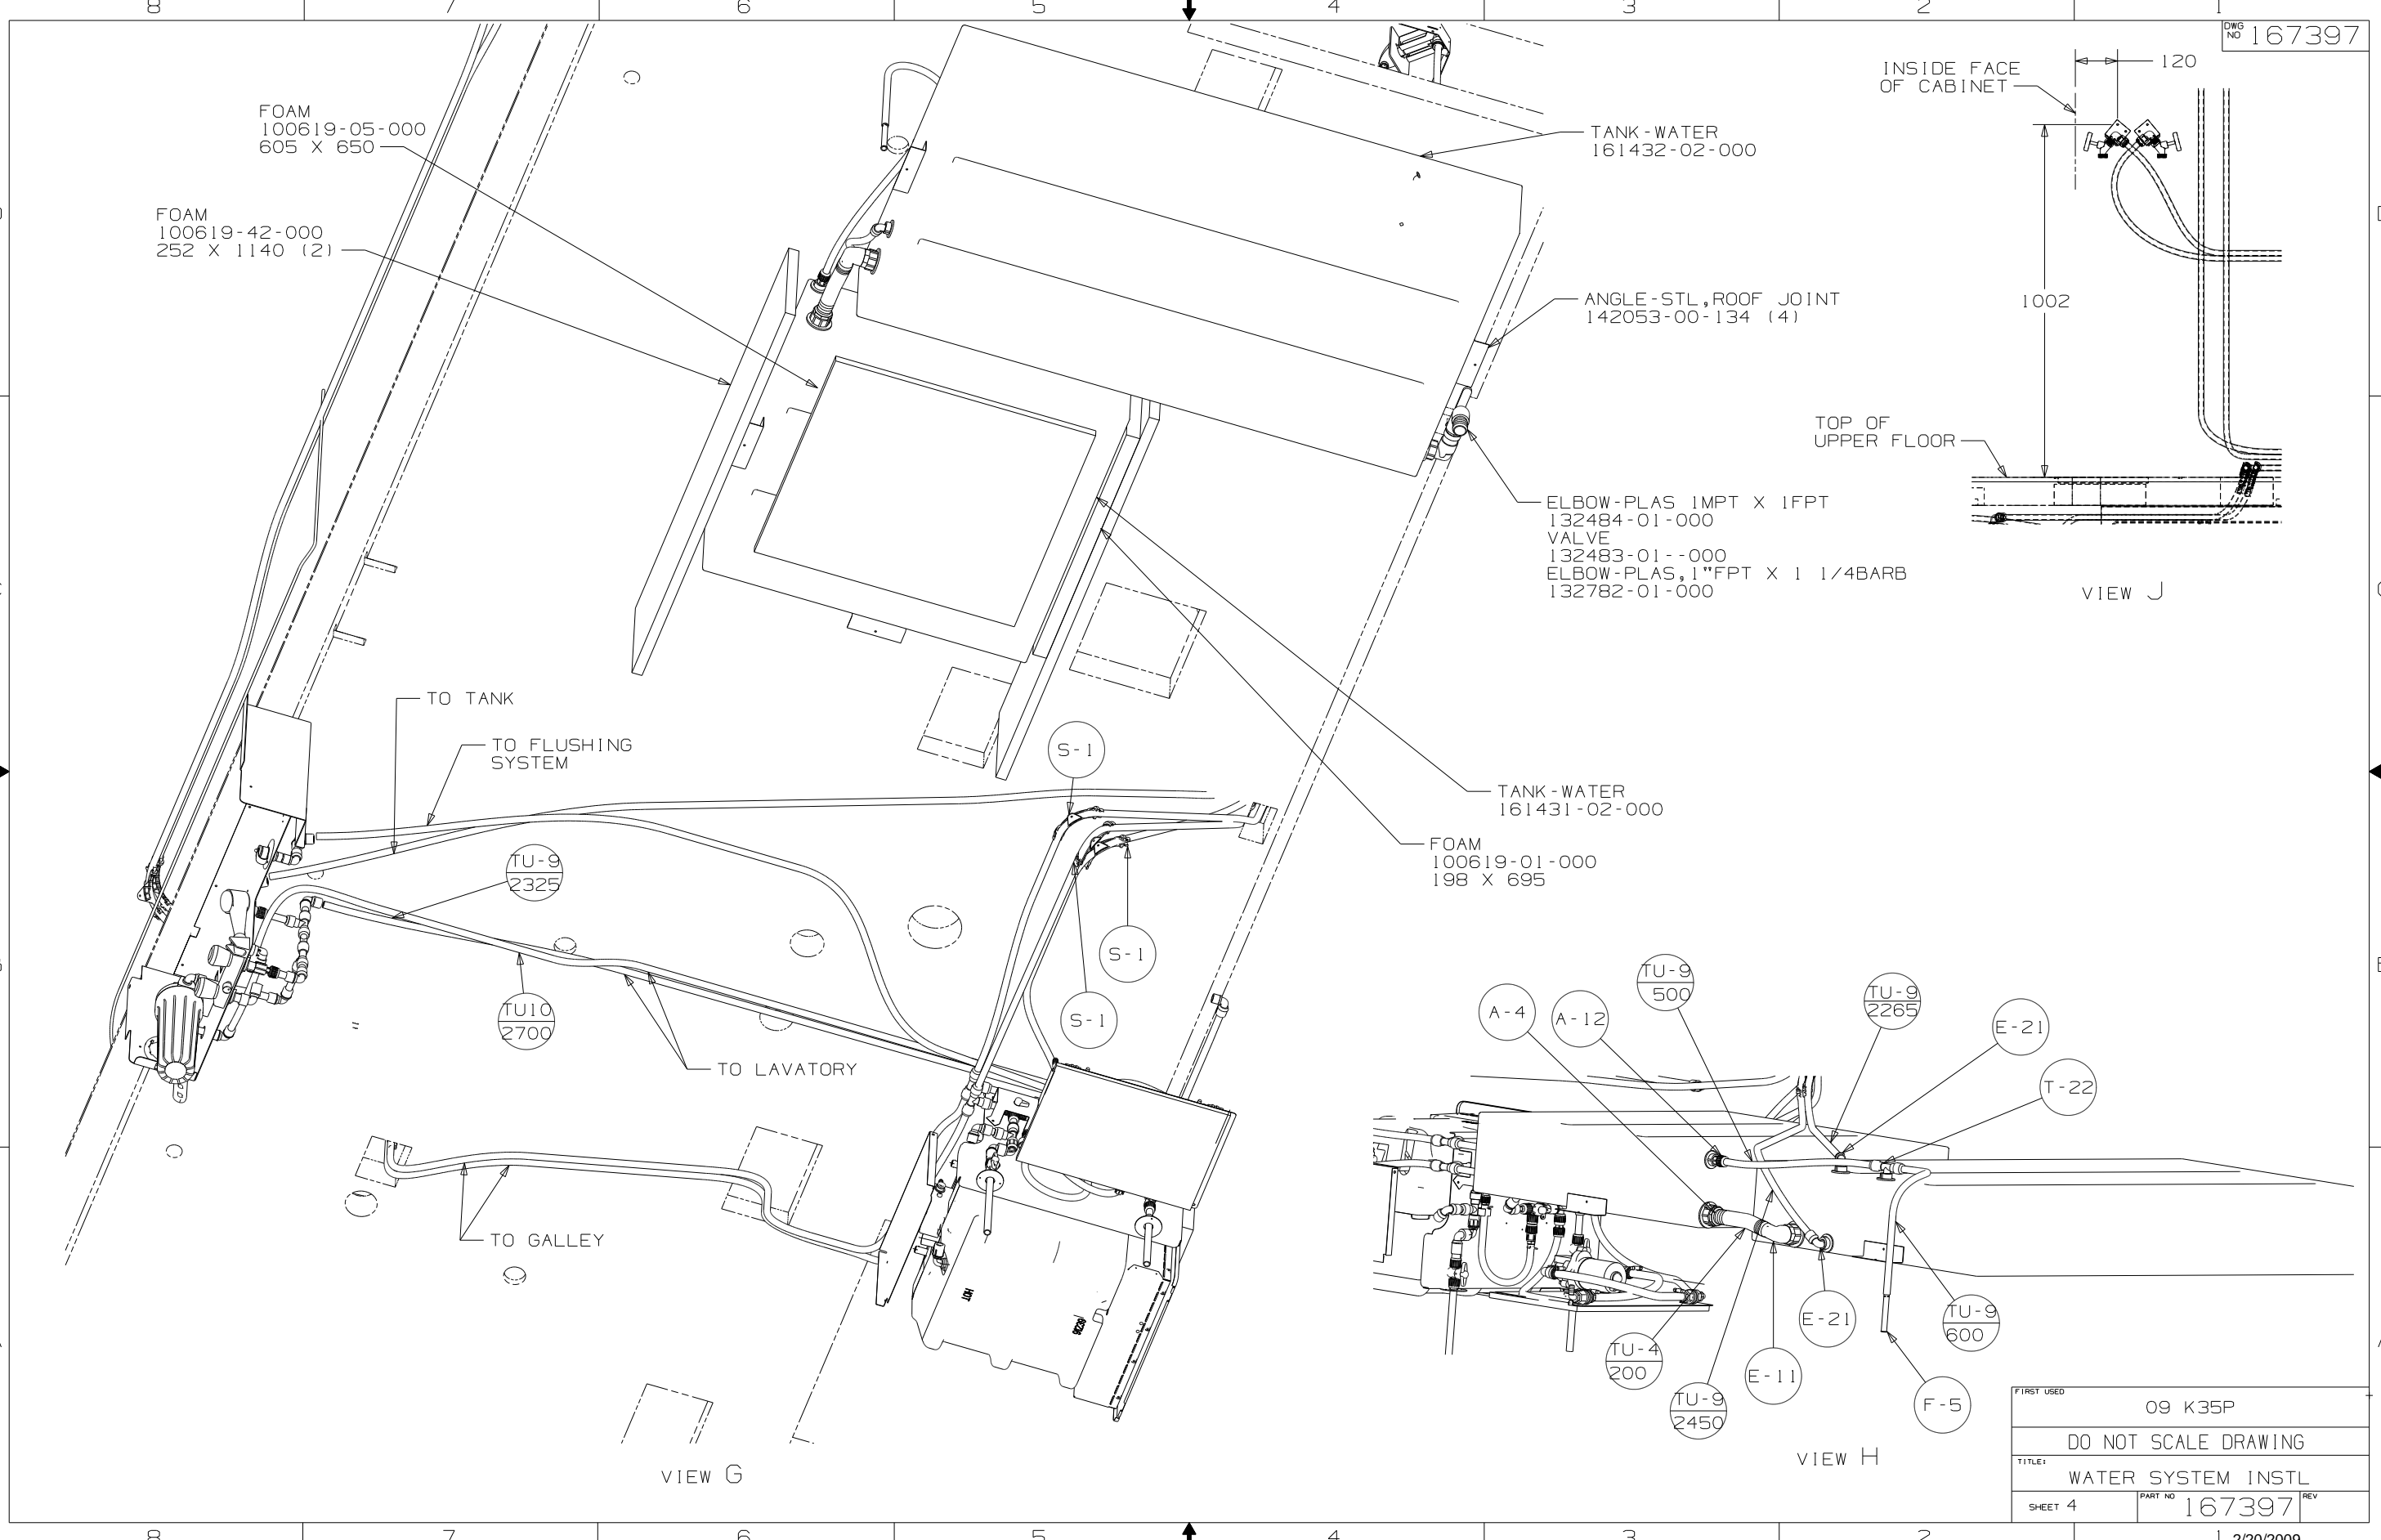 8 7 6 5 4 3 2 1
DWG NO 167397
INSIDE FACE
OF CABINET
120
FOAM
100619-05-000
605 X 650
TANK-WATER
161432-02-000
FOAM
100619-42-000
252 X 1140 (2)
ANGLE-STL,ROOF JOINT
142053-00-134 (4)
1002
TOP OF
UPPER FLOOR
ELBOW-PLAS 1MPT X 1FPT
132484-01-000
VALVE
132483-01--000
ELBOW-PLAS,1"FPT X 1 1/4BARB
132782-01-000
VIEW J
TO TANK
TO FLUSHING
SYSTEM
S-1
TANK-WATER
161431-02-000
FOAM
100619-01-000
198 X 695
TU-9
2325
S-1
S-1
TU10
2700
TO LAVATORY
TO GALLEY
HOT
VIEW G
TU-9
500
TU-9
2265
A-4
A-12
E-21
T-22
TU-4
200
E-11
E-21
TU-9
600
TU-9
2450
F-5
VIEW H
FIRST USED
09 K35P
DO NOT SCALE DRAWING
TITLE:
WATER SYSTEM INSTL
SHEET 4
PART NO 167397
REV
8 7 6 5 4 3 2 1
2/20/2009